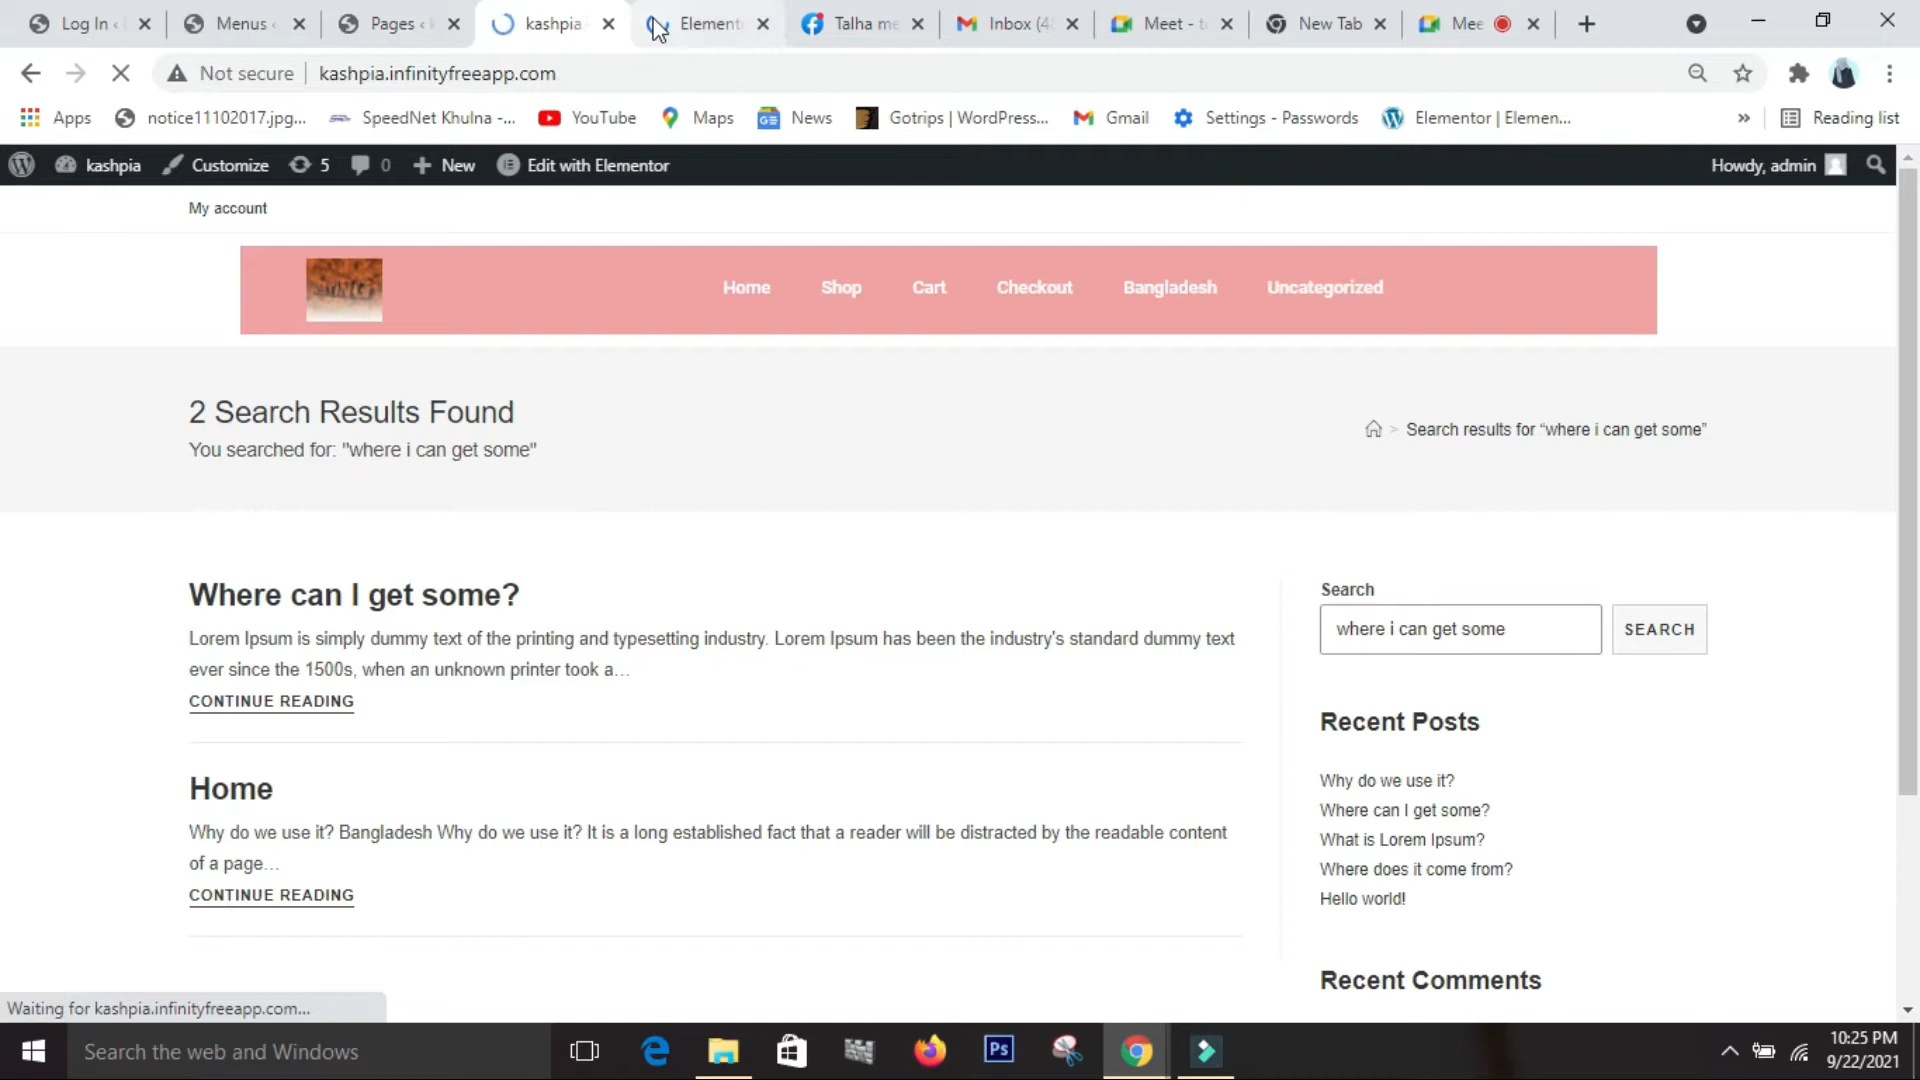 Log In <
Menus <
Pages <
kashpia
Element
Talha me
Inbox (4
Meet - t
New Tab
Mee
Not secure
kashpia.infinityfreeapp.com
Apps
notice11102017.jpg...
SpeedNet Khulna -...
YouTube
Maps
News
Gotrips | WordPress...
Gmail
Settings - Passwords
Elementor | Elemen...
»
Reading list
kashpia
Customize
5
0
New
Edit with Elementor
Howdy, admin
My account
Home
Shop
Cart
Checkout
Bangladesh
Uncategorized
2 Search Results Found
You searched for: "where i can get some"
> Search results for “where i can get some”
Where can I get some?
Lorem Ipsum is simply dummy text of the printing and typesetting industry. Lorem Ipsum has been the industry's standard dummy text
ever since the 1500s, when an unknown printer took a…
CONTINUE READING
Home
Why do we use it? Bangladesh Why do we use it? It is a long established fact that a reader will be distracted by the readable content
of a page…
CONTINUE READING
Search
where i can get some
SEARCH
Recent Posts
Why do we use it?
Where can I get some?
What is Lorem Ipsum?
Where does it come from?
Hello world!
Recent Comments
Waiting for kashpia.infinityfreeapp.com...
Search the web and Windows
Ps
10:25 PM
9/22/2021